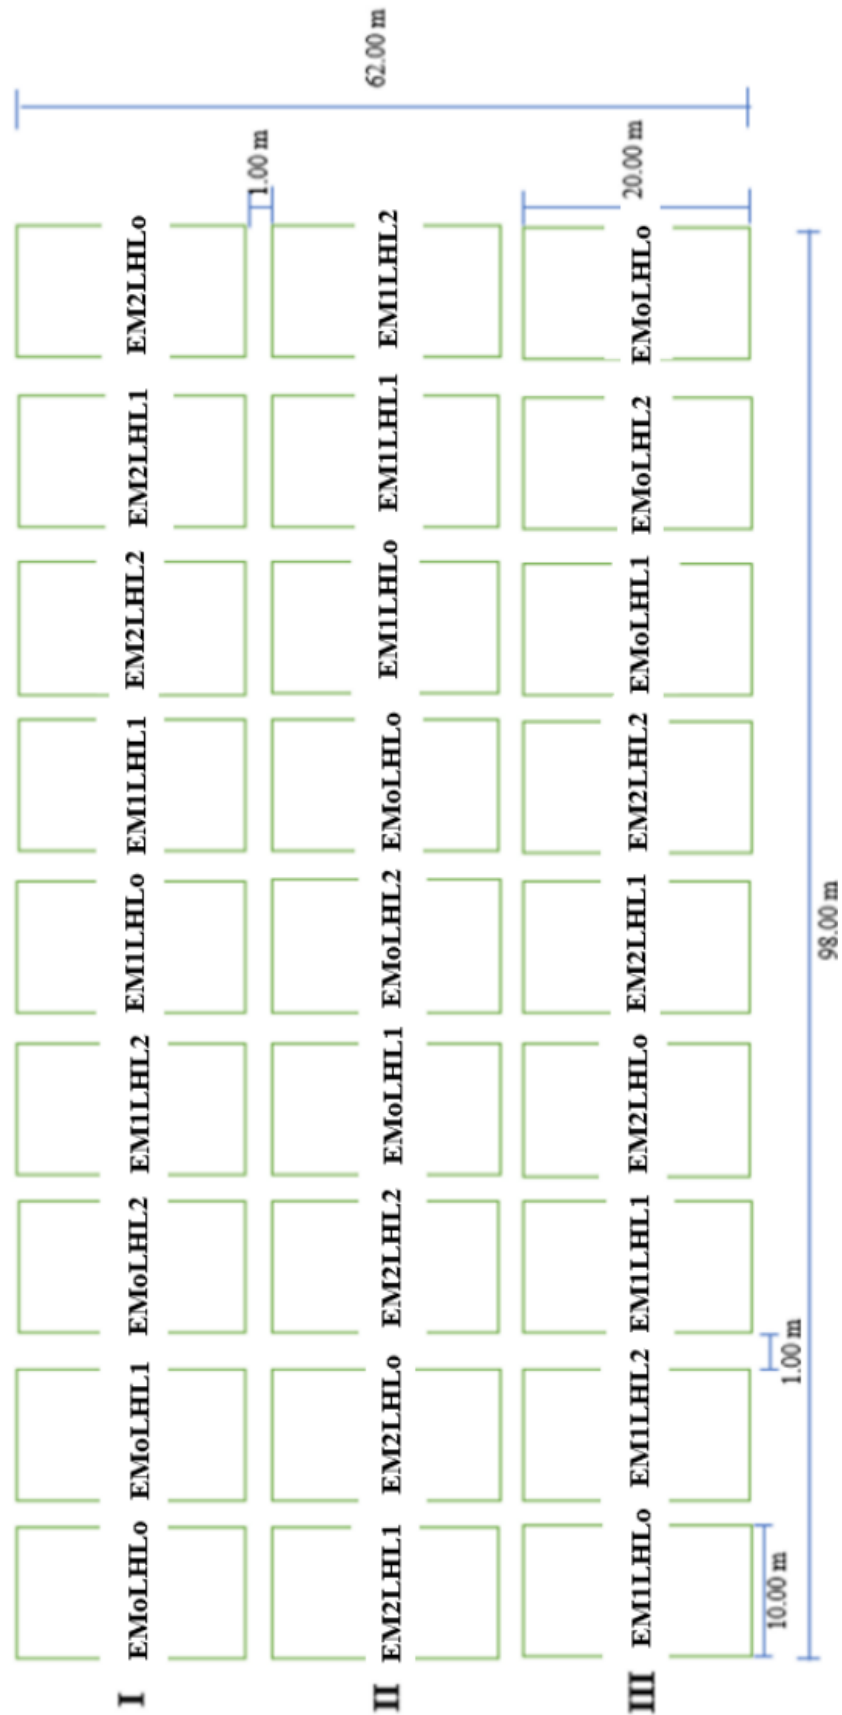 62.00 m
1.00 m
20.00 m
I
EMoLHLo
EMoLHL1
EMoLHL2
EM1LHL2
EM1LHLo
EM1LHL1
EM2LHL2
EM2LHL1
EM2LHLo
II
EM2LHL1
EM2LHLo
EM2LHL2
EMoLHL1
EMoLHL2
EMoLHLo
EM1LHLo
EM1LHL1
EM1LHL2
III
EM1LHLo
EM1LHL2
EM1LHL1
EM2LHLo
EM2LHL1
EM2LHL2
EMoLHL1
EMoLHL2
EMoLHLo
10.00 m
1.00 m
98.00 m